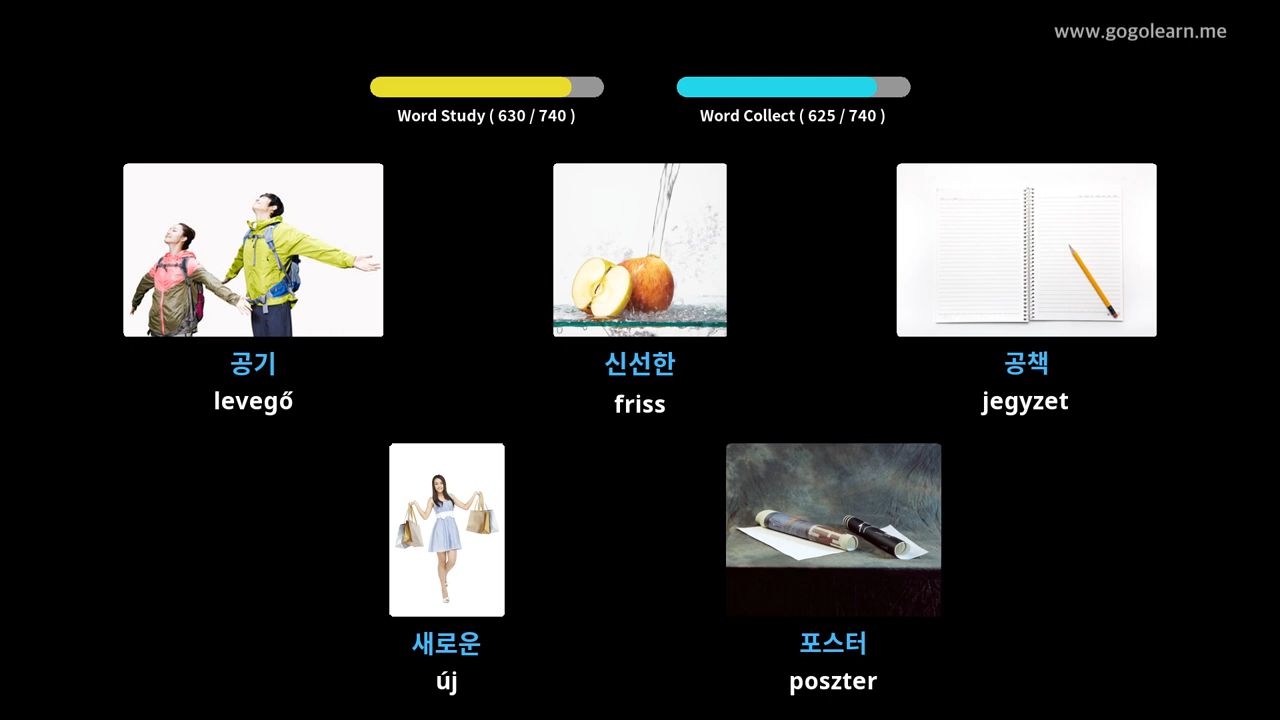 www.gogolearn.me
Word Study ( 630 / 740 )
Word Collect ( 625 / 740 )
공기
levegő
신선한
friss
공책
jegyzet
새로운
új
포스터
poszter